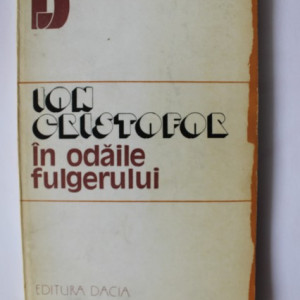 ION
CRISTOFOR
în odăile
fulgerului
EDITURA DACIA